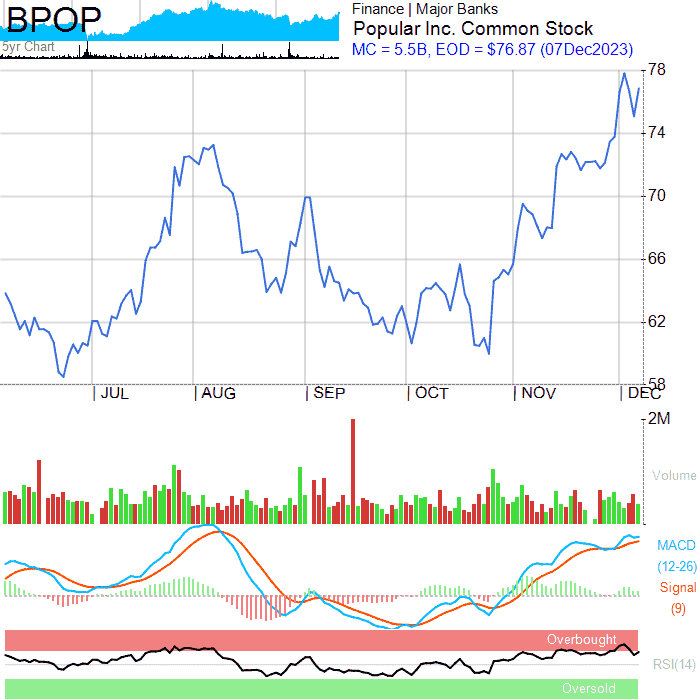 BPOP
5yr Chart
Finance | Major Banks
Popular Inc. Common Stock
MC = 5.5B, EOD = $76.87 (07Dec2023)
78
74
70
66
62
58
JUL AUG SEP OCT NOV DEC
2M
Volume
MACD
(12-26)
Signal
(9)
Overbought
RSI(14)
Oversold